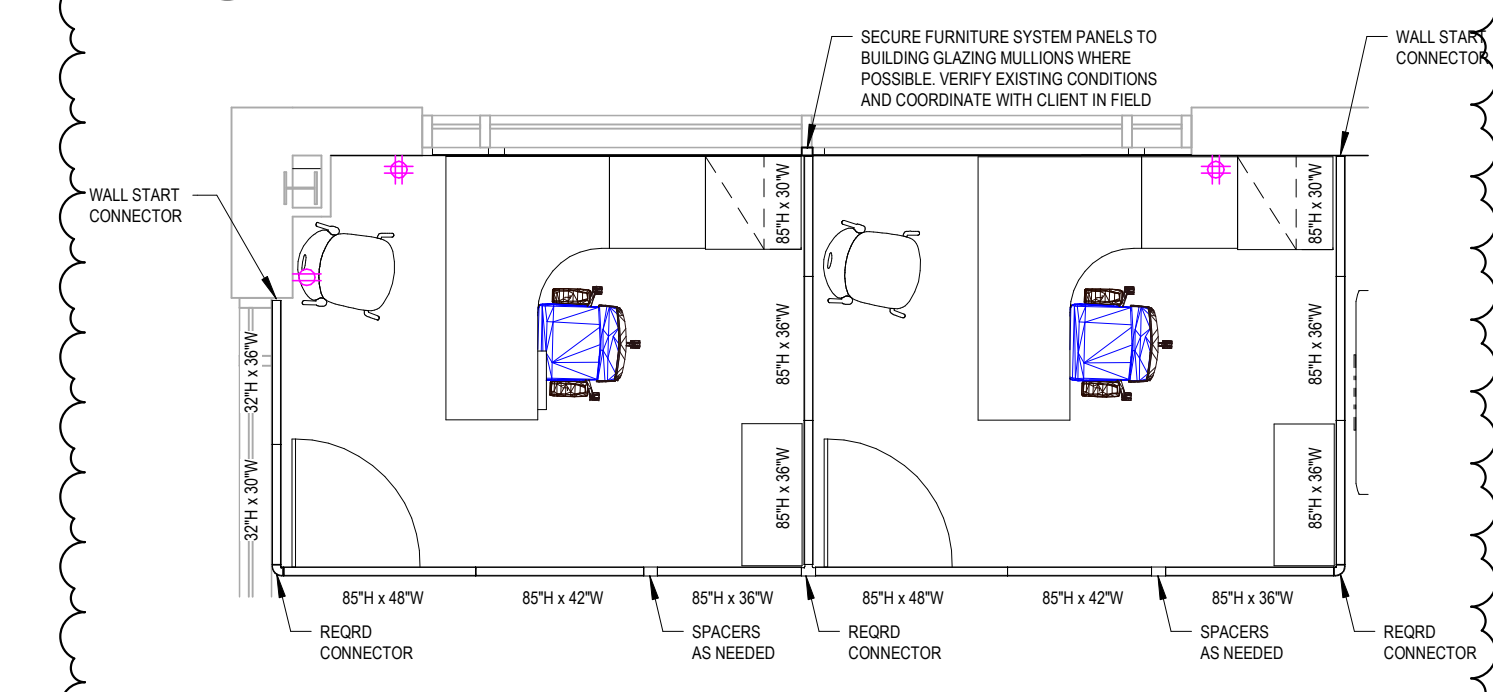 SECURE FURNITURE SYSTEM PANELS TO
BUILDING GLAZING MULLIONS WHERE
POSSIBLE. VERIFY EXISTING CONDITIONS
AND COORDINATE WITH CLIENT IN FIELD
WALL START
CONNECTOR
WALL START
CONNECTOR
85"H x 30"W
85"H x 30"W
32"H x 36"W
85"H x 36"W
85"H x 36"W
32"H x 30"W
85"H x 36"W
85"H x 36"W
85"H x 48"W
85"H x 42"W
85"H x 36"W
85"H x 48"W
85"H x 42"W
85"H x 36"W
REQRD
CONNECTOR
SPACERS
AS NEEDED
REQRD
CONNECTOR
SPACERS
AS NEEDED
REQRD
CONNECTOR